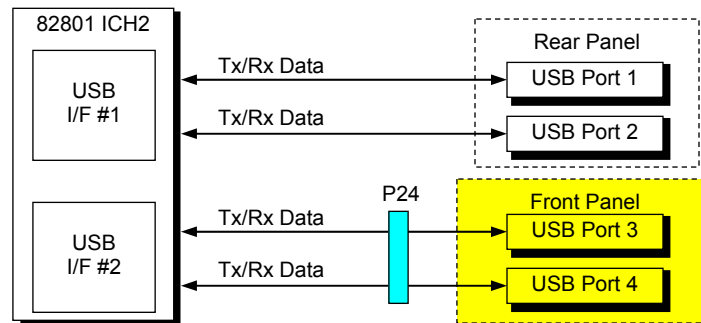 82801 ICH2
USB
I/F #1
Tx/Rx Data
Tx/Rx Data
Rear Panel
USB Port 1
USB Port 2
USB
I/F #2
Tx/Rx Data
Tx/Rx Data
P24
Front Panel
USB Port 3
USB Port 4